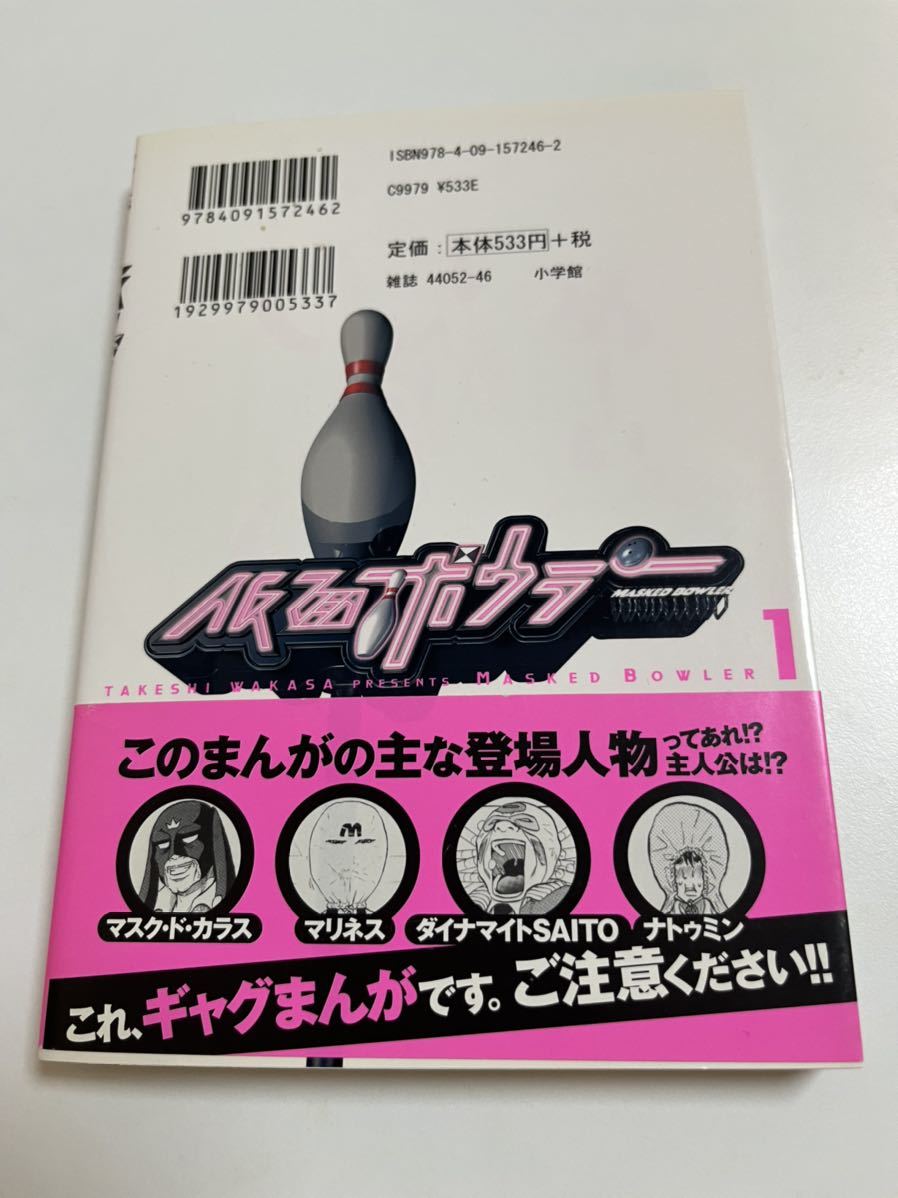 ISBN978-4-09-157246-2
9784091572462
C9979 ¥533E
定価：本体533円＋税
1929979005337
雑誌 44052-46 小学館
仮面ボウラー
MASKED BOWLER
TAKESHI WAKASA PRESENTS. MASKED BOWLER 1
このまんがの主な登場人物ってあれ!?
主人公は!?
M
マスク・ド・カラス
マリネス
ダイナマイトSAITO
ナトゥミン
これ、ギャグまんがです。ご注意ください!!